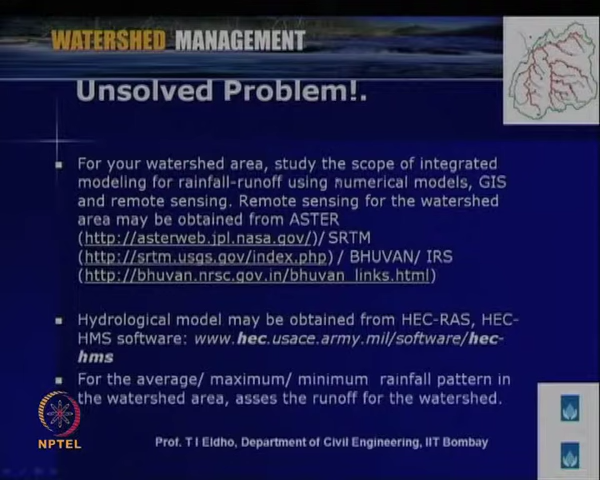 WATERSHED MANAGEMENT
Unsolved Problem!.
For your watershed area, study the scope of integrated
modeling for rainfall-runoff using numerical models, GIS
and remote sensing. Remote sensing for the watershed
area may be obtained from ASTER
(http://asterweb.jpl.nasa.gov/)/ SRTM
(http://srtm.usgs.gov/index.php) / BHUVAN/ IRS
(http://bhuvan.nrsc.gov.in/bhuvan_links.html)
Hydrological model may be obtained from HEC-RAS, HEC-
HMS software: www.hec.usace.army.mil/software/hec-
hms
For the average/ maximum/ minimum rainfall pattern in
the watershed area, asses the runoff for the watershed.
NPTEL
Prof. T I Eldho, Department of Civil Engineering, IIT Bombay